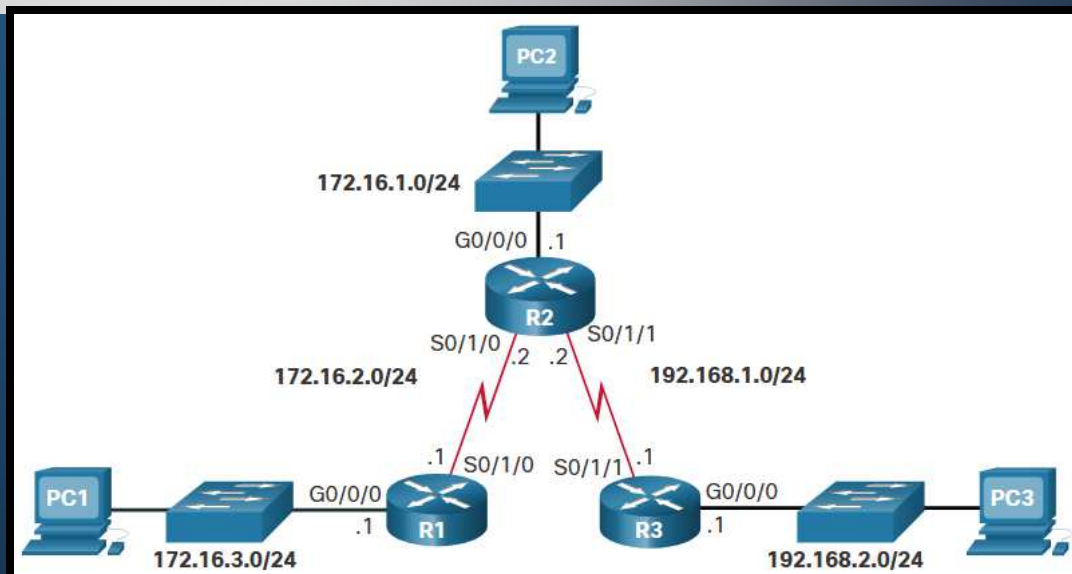 PC2
172.16.1.0/24
G0/0/0 .1
R2
S0/1/0 .2 .2 S0/1/1
172.16.2.0/24 192.168.1.0/24
.1 S0/1/0 S0/1/1 .1
PC1 G0/0/0 .1 R1 R3 G0/0/0 .1 PC3
172.16.3.0/24 192.168.2.0/24